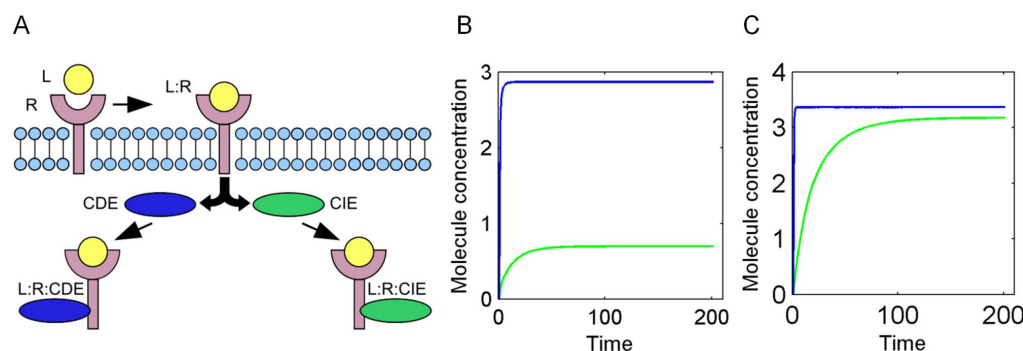 A
B
C
L
R
L:R
CDE
CIE
L:R:CDE
L:R:CIE
Molecule concentration
3
2
1
0
0
100
200
Time
Molecule concentration
4
3
2
1
0
0
100
200
Time